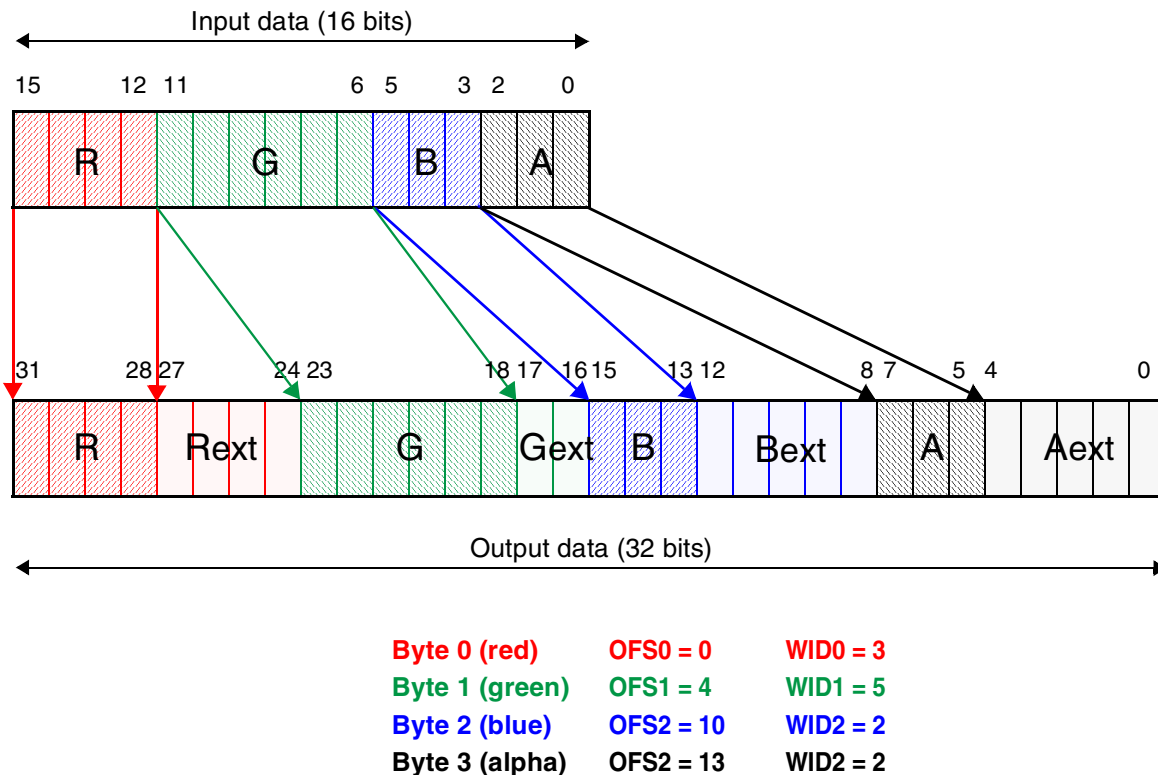 Input data (16 bits)
15 12 11 6 5 3 2 0
R G B A
31 28 27 24 23 18 17 16 15 13 12 8 7 5 4 0
R Rext G Gext B Bext A Aext
Output data (32 bits)
Byte 0 (red) OFS0 = 0 WID0 = 3
Byte 1 (green) OFS1 = 4 WID1 = 5
Byte 2 (blue) OFS2 = 10 WID2 = 2
Byte 3 (alpha) OFS2 = 13 WID2 = 2